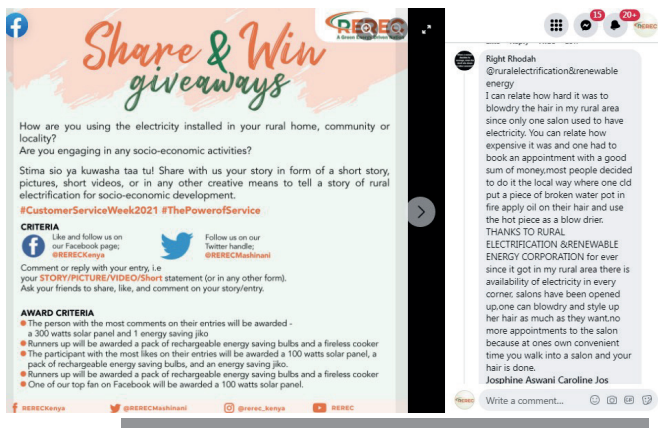 REREC
A Green Energy Driven Nation
Share & Win
giveaways
How are you using the electricity installed in your rural home, community or
locality?
Are you engaging in any socio-economic activities?
Stima sio ya kuwasha taa tu! Share with us your story in form of a short story,
pictures, short videos, or in any other creative means to tell a story of rural
electrification for socio-economic development.
#CustomerServiceWeek2021 #ThePowerofService
CRITERIA
Like and follow us on
our Facebook page;
@RERECKenya
Follow us on our
Twitter handle;
@RERECMashinani
Comment or reply with your entry, i.e
your STORY/PICTURE/VIDEO/Short statement (or in any other form).
Ask your friends to share, like, and comment on your story/entry.
AWARD CRITERIA
The person with the most comments on their entries will be awarded -
a 300 watts solar panel and 1 energy saving jiko
Runners up will be awarded a pack of rechargeable energy saving bulbs and a fireless cooker
The participant with the most likes on their entries will be awarded a 100 watts solar panel, a
pack of rechargeable energy saving bulbs, and an energy saving jiko.
Runners up will be awarded a pack of rechargeable energy saving bulbs and a fireless cooker
One of our top fan on Facebook will be awarded a 100 watts solar panel.
RERECKenya
@RERECMashinani
@rerec_kenya
REREC
15
20+
Right Rhodah
@ruralelectrification&renewable
energy
I can relate how hard it was to
blowdry the hair in my rural area
since only one salon used to have
electricity. You can relate how
expensive it was and one had to
book an appointment with a good
sum of money.most people decided
to do it the local way where one cld
put a piece of broken water pot in
fire apply oil on their hair and use
the hot piece as a blow drier.
THANKS TO RURAL
ELECTRIFICATION &RENEWABLE
ENERGY CORPORATION for ever
since it got in my rural area there is
availability of electricity in every
corner. salons have been opened
up.one can blowdry and style up
her hair as much as they want,no
more appointments to the salon
because at ones own convenient
time you walk into a salon and your
hair is done.
Josphine Aswani Caroline Jos
Write a comment...
GIF